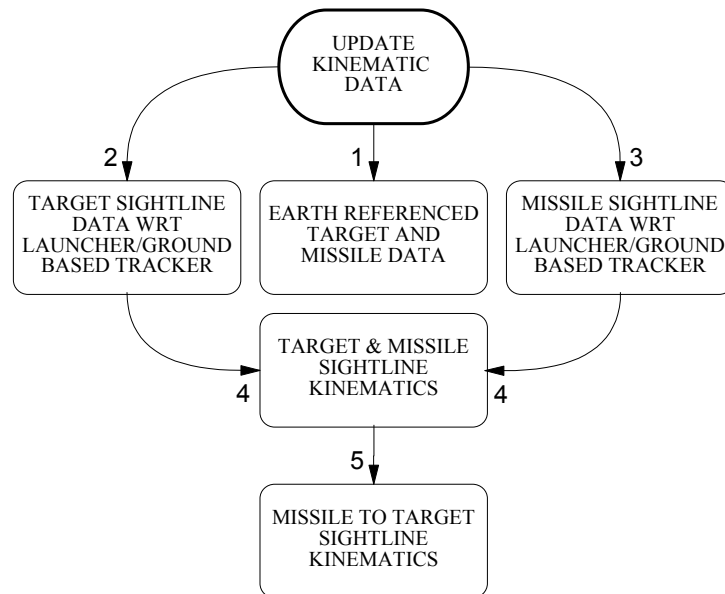 UPDATE
KINEMATIC
DATA
2
1
3
TARGET SIGHTLINE
DATA WRT
LAUNCHER/GROUND
BASED TRACKER
EARTH REFERENCED
TARGET AND
MISSILE DATA
MISSILE SIGHTLINE
DATA WRT
LAUNCHER/GROUND
BASED TRACKER
TARGET & MISSILE
SIGHTLINE
KINEMATICS
4
4
5
MISSILE TO TARGET
SIGHTLINE
KINEMATICS